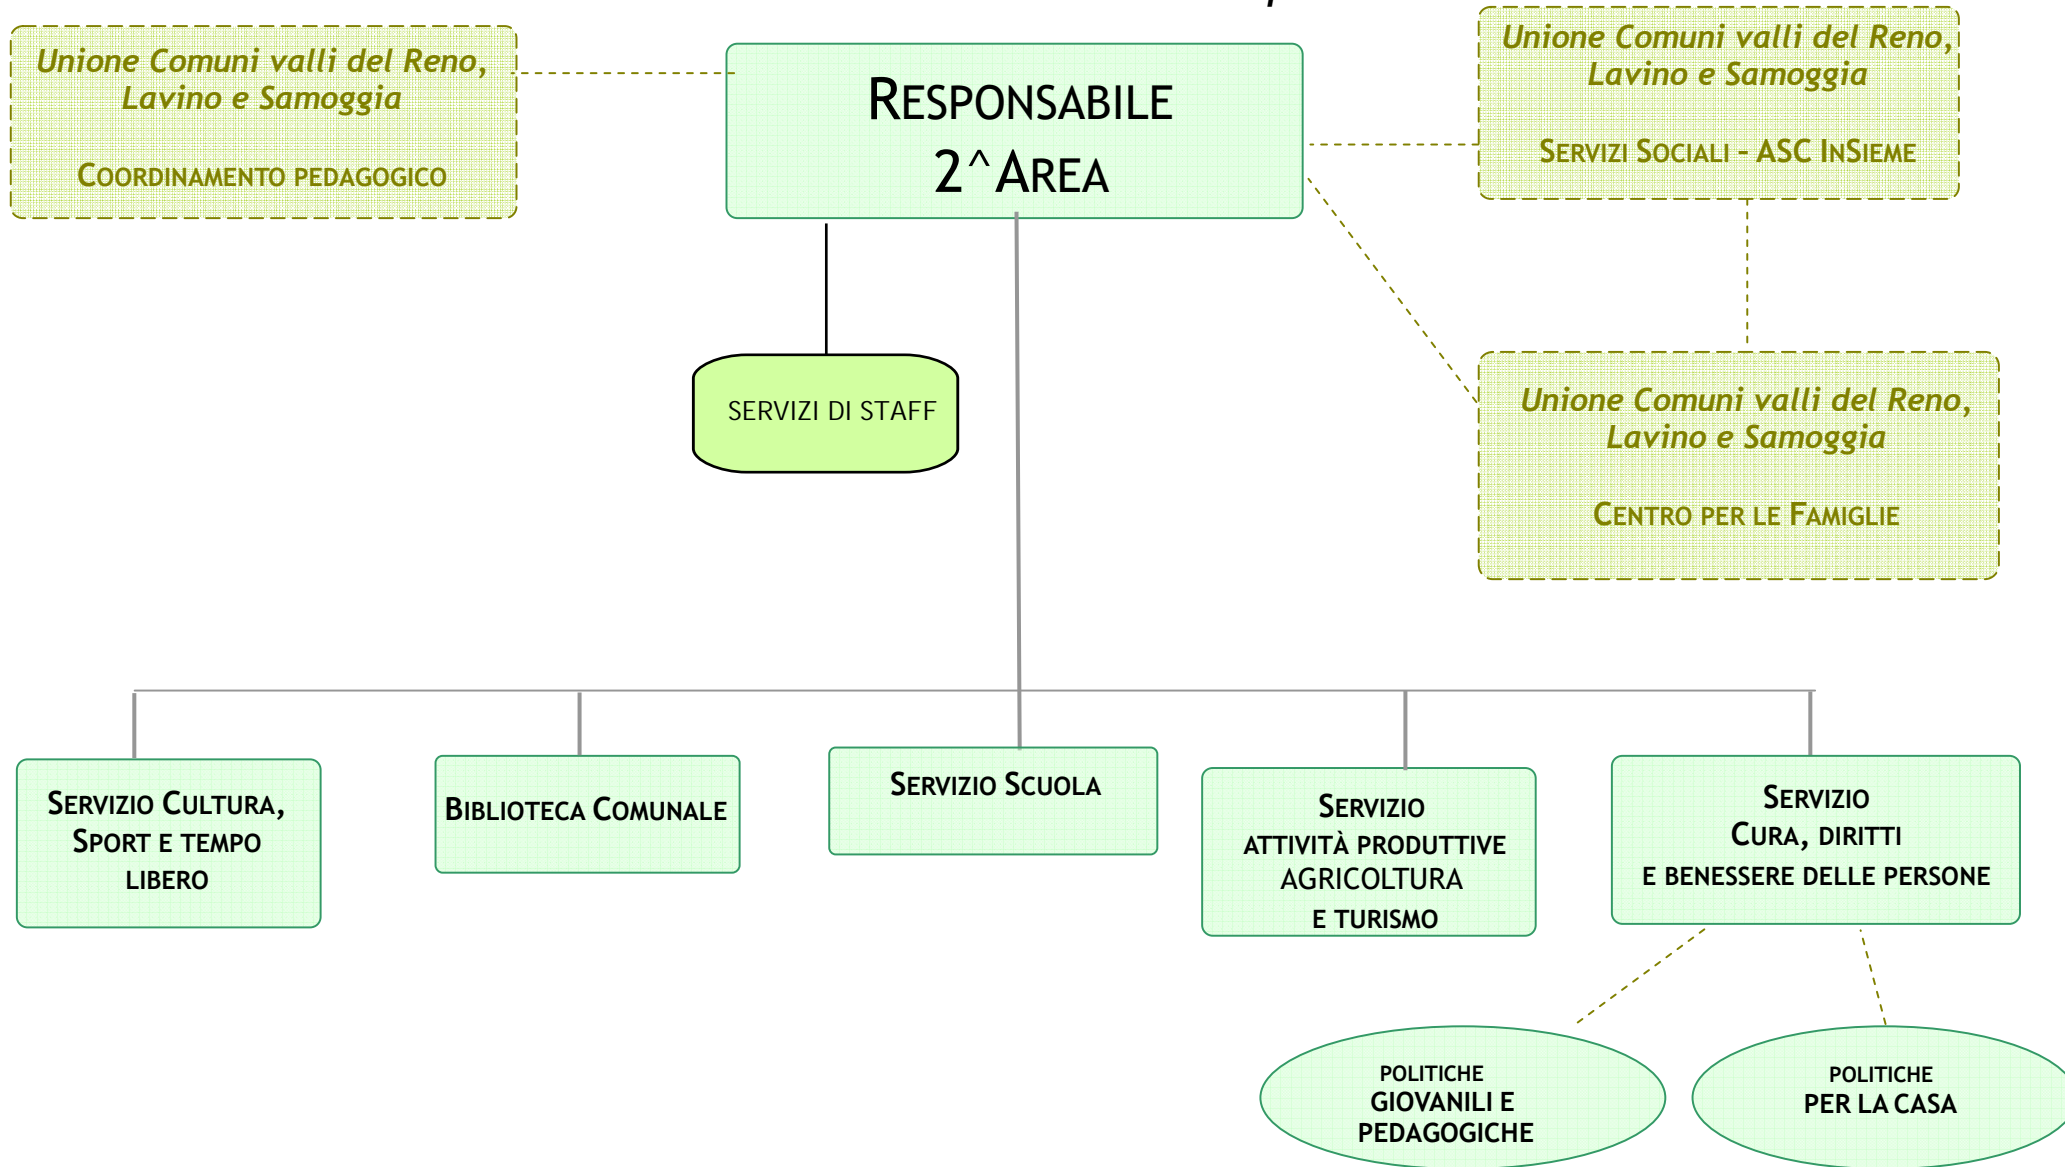 Unione Comuni valli del Reno,
Lavino e Samoggia
COORDINAMENTO PEDAGOGICO
RESPONSABILE
2^AREA
Unione Comuni valli del Reno,
Lavino e Samoggia
SERVIZI SOCIALI – ASC INSIEME
SERVIZI DI STAFF
Unione Comuni valli del Reno,
Lavino e Samoggia
CENTRO PER LE FAMIGLIE
SERVIZIO CULTURA,
SPORT E TEMPO
LIBERO
BIBLIOTECA COMUNALE
SERVIZIO SCUOLA
SERVIZIO
ATTIVITÀ PRODUTTIVE
AGRICOLTURA
E TURISMO
SERVIZIO
CURA, DIRITTI
E BENESSERE DELLE PERSONE
POLITICHE
GIOVANILI E
PEDAGOGICHE
POLITICHE
PER LA CASA